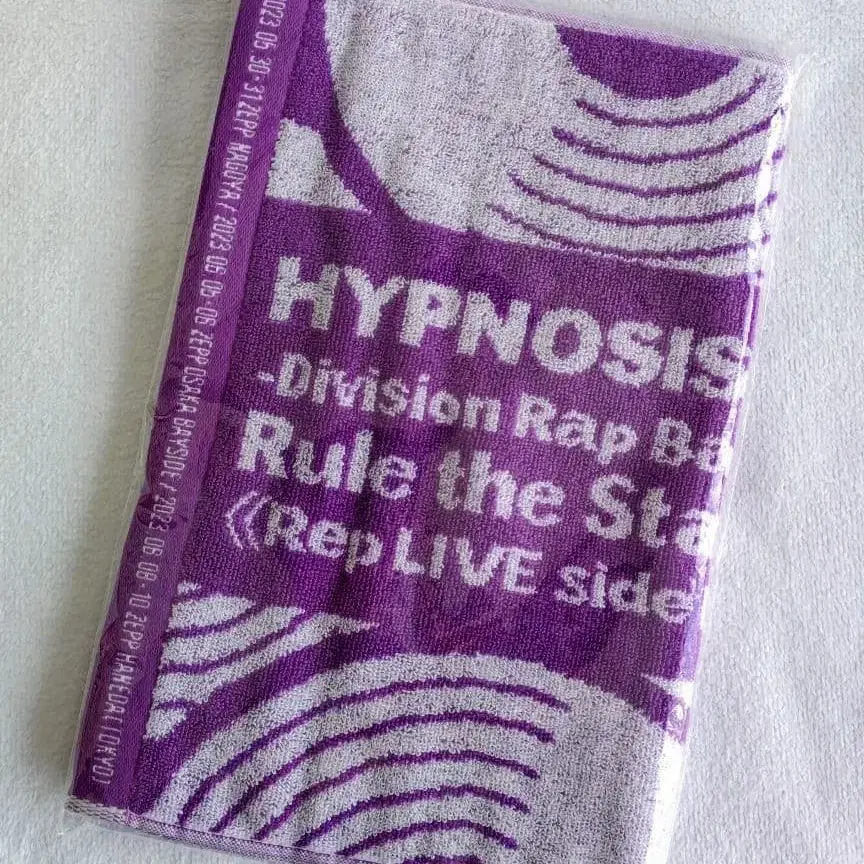 HYPNOSIS
-Division Rap Ba
Rule the Sta
《Rep LIVE side
2023 05 30 - 31 ZEPP NAGOYA / 2023 06 05 - 06 ZEPP OSAKA BAYSIDE / 2023 06 08 - 10 ZEPP HANEDA(TOKYO)